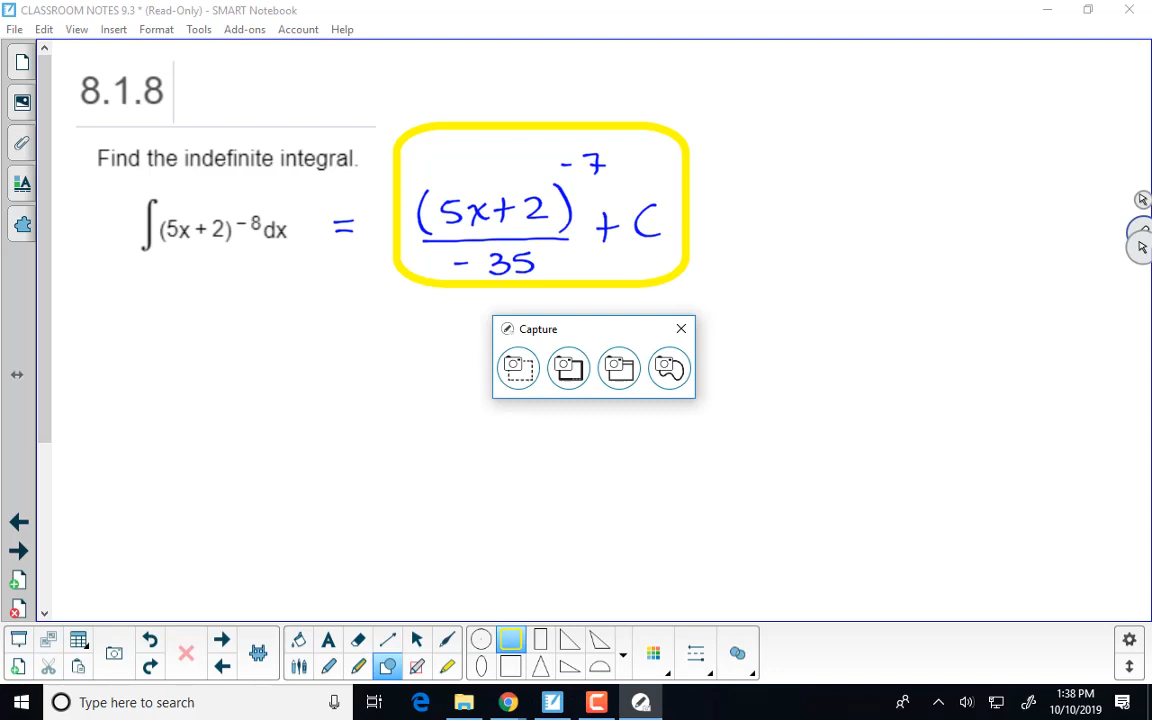 CLASSROOM NOTES 9.3 * (Read-Only) - SMART Notebook
File Edit View Insert Format Tools Add-ons Account Help
8.1.8
Find the indefinite integral.
∫(5x + 2)⁻⁸dx = (5x+2)⁻⁷ + C
- 35
Capture
A
Type here to search
1:38 PM
10/10/2019